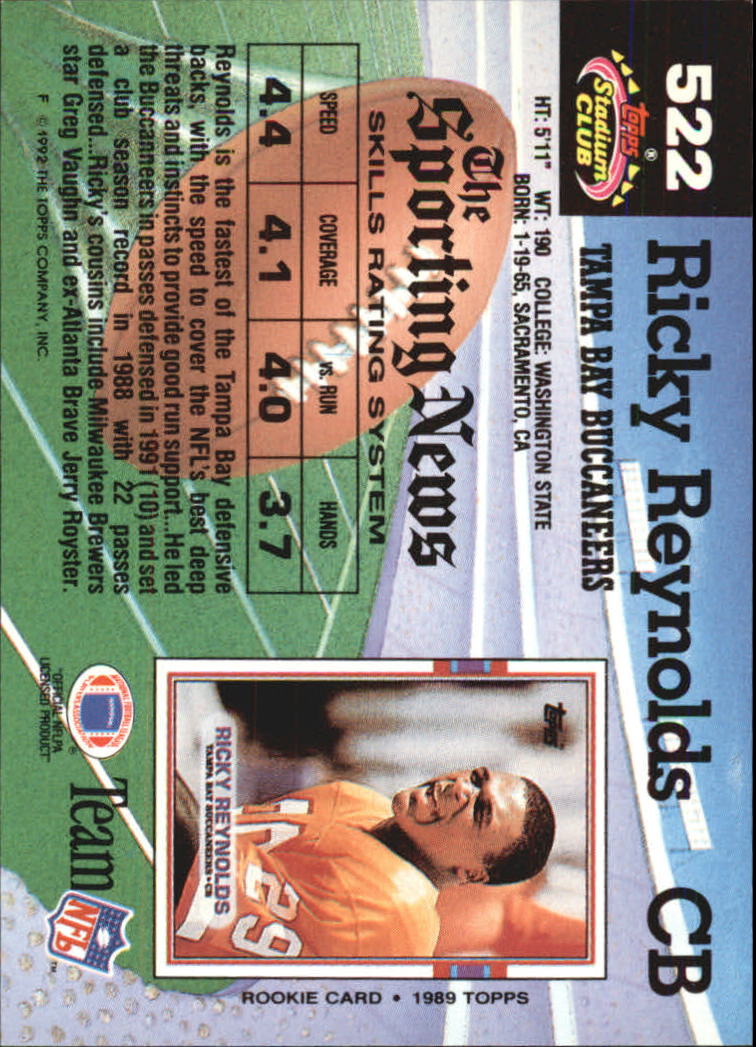 522
Topps®
Stadium
CLUB
Ricky Reynolds CB
TAMPA BAY BUCCANEERS
HT: 5'11" WT: 190 COLLEGE: WASHINGTON STATE
BORN: 1-19-65, SACRAMENTO, CA
The
Sporting News
SKILLS RATING SYSTEM
SPEED COVERAGE vs. RUN HANDS
4.4 4.1 4.0 3.7
Reynolds is the fastest of the Tampa Bay defensive
backs, with the speed to cover the NFL's best deep
threats and instincts to provide good run support...He led
the Buccaneers in passes defensed in 1991 (10) and set
a club season record in 1988 with 22 passes
defensed...Ricky's cousins include Milwaukee Brewers
star Greg Vaughn and ex-Atlanta Brave Jerry Royster.
F © 1992 THE TOPPS COMPANY, INC.
Topps
29
RICKY REYNOLDS
TAMPA BAY BUCCANEERS • CB
ROOKIE CARD • 1989 TOPPS
®
"OFFICIAL NFLPA
LICENSED PRODUCT"
Team
NFL™